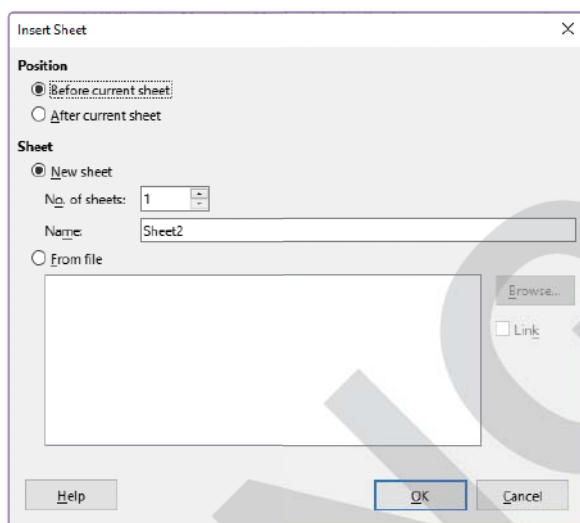 Insert Sheet
Position
Before current sheet
After current sheet
Sheet
New sheet
No. of sheets: 1
Name: Sheet2
From file
Browse...
Link
Help OK Cancel